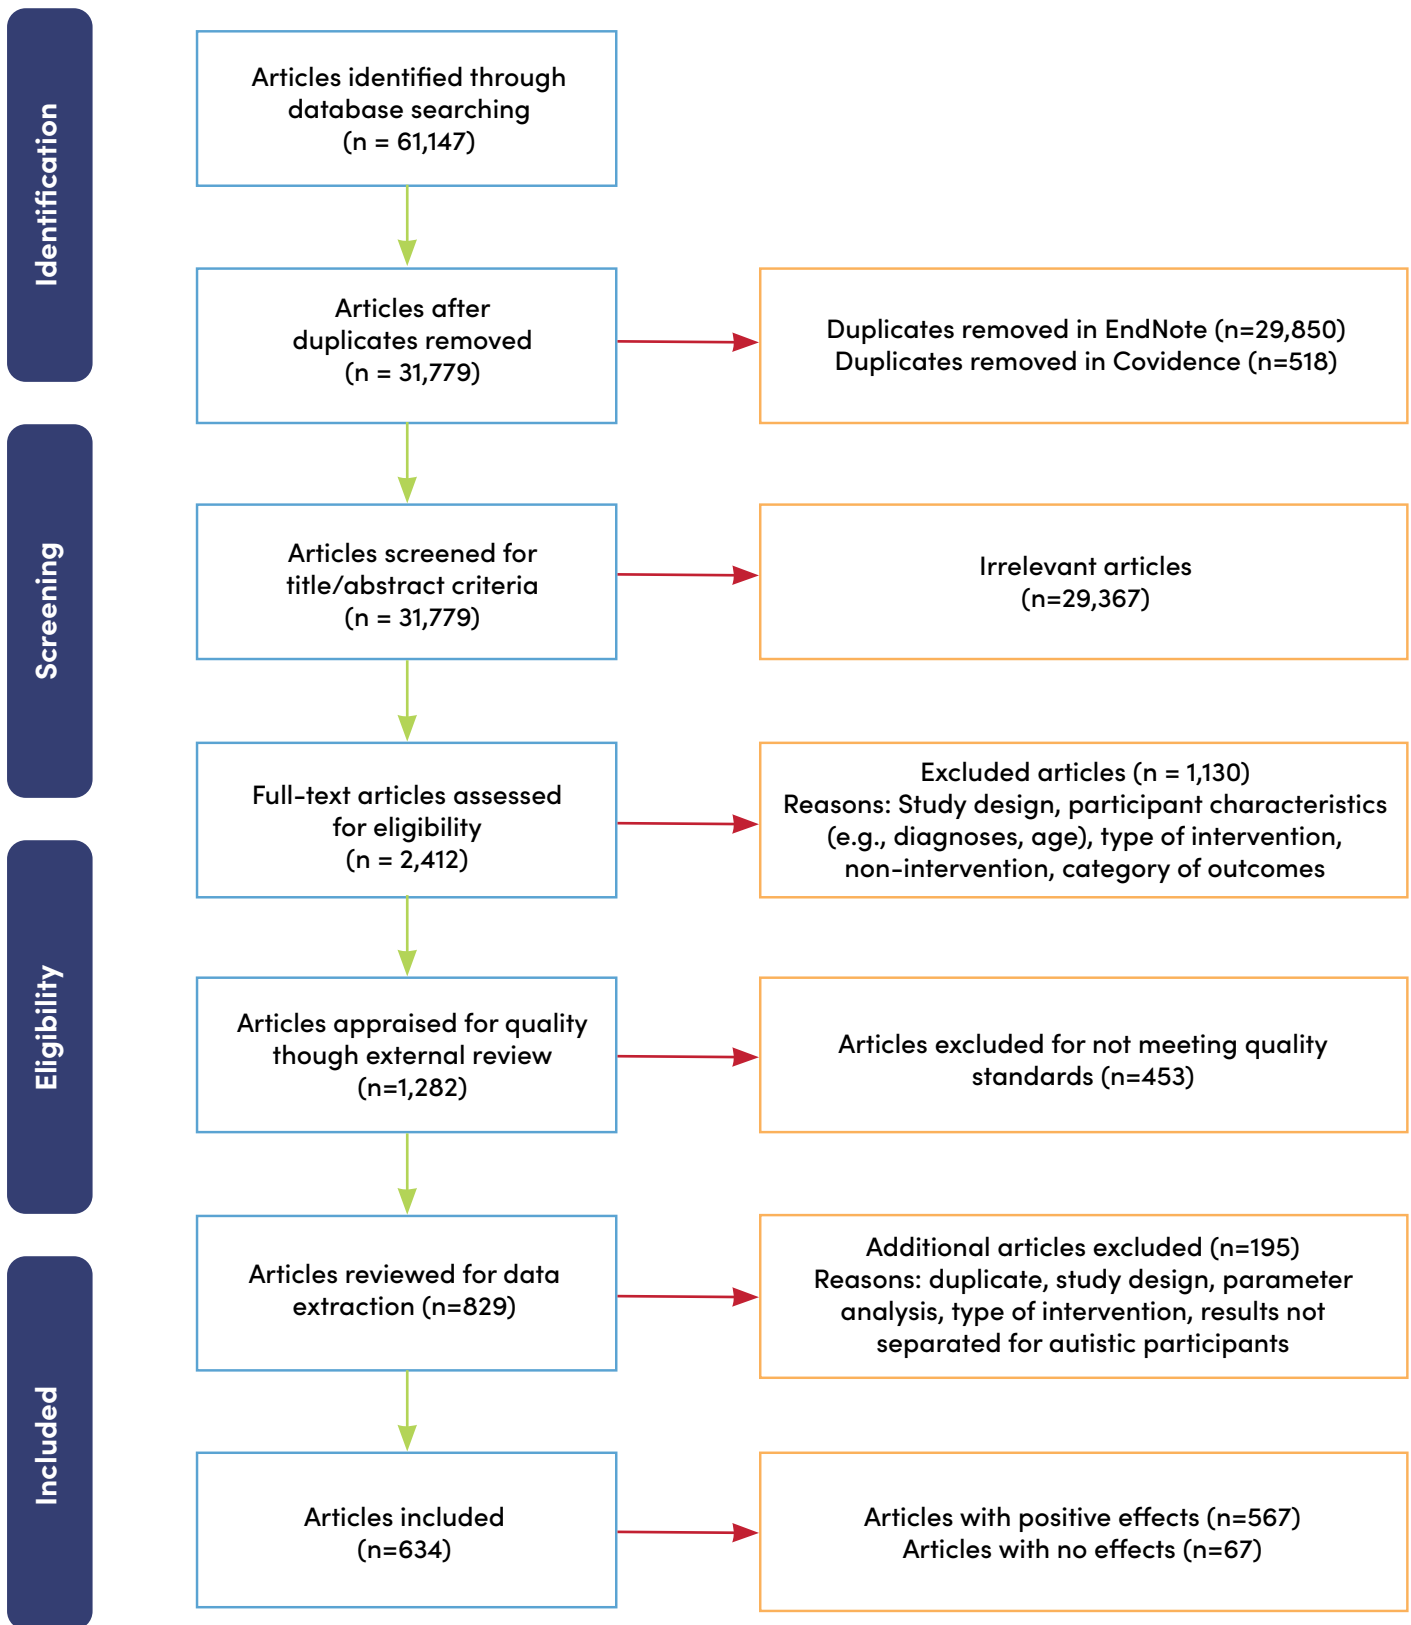 Identification
Articles identified through
database searching
(n = 61,147)
Articles after
duplicates removed
(n = 31,779)
Duplicates removed in EndNote (n=29,850)
Duplicates removed in Covidence (n=518)
Screening
Articles screened for
title/abstract criteria
(n = 31,779)
Irrelevant articles
(n=29,367)
Full-text articles assessed
for eligibility
(n = 2,412)
Excluded articles (n = 1,130)
Reasons: Study design, participant characteristics
(e.g., diagnoses, age), type of intervention,
non-intervention, category of outcomes
Eligibility
Articles appraised for quality
though external review
(n=1,282)
Articles excluded for not meeting quality
standards (n=453)
Articles reviewed for data
extraction (n=829)
Additional articles excluded (n=195)
Reasons: duplicate, study design, parameter
analysis, type of intervention, results not
separated for autistic participants
Included
Articles included
(n=634)
Articles with positive effects (n=567)
Articles with no effects (n=67)